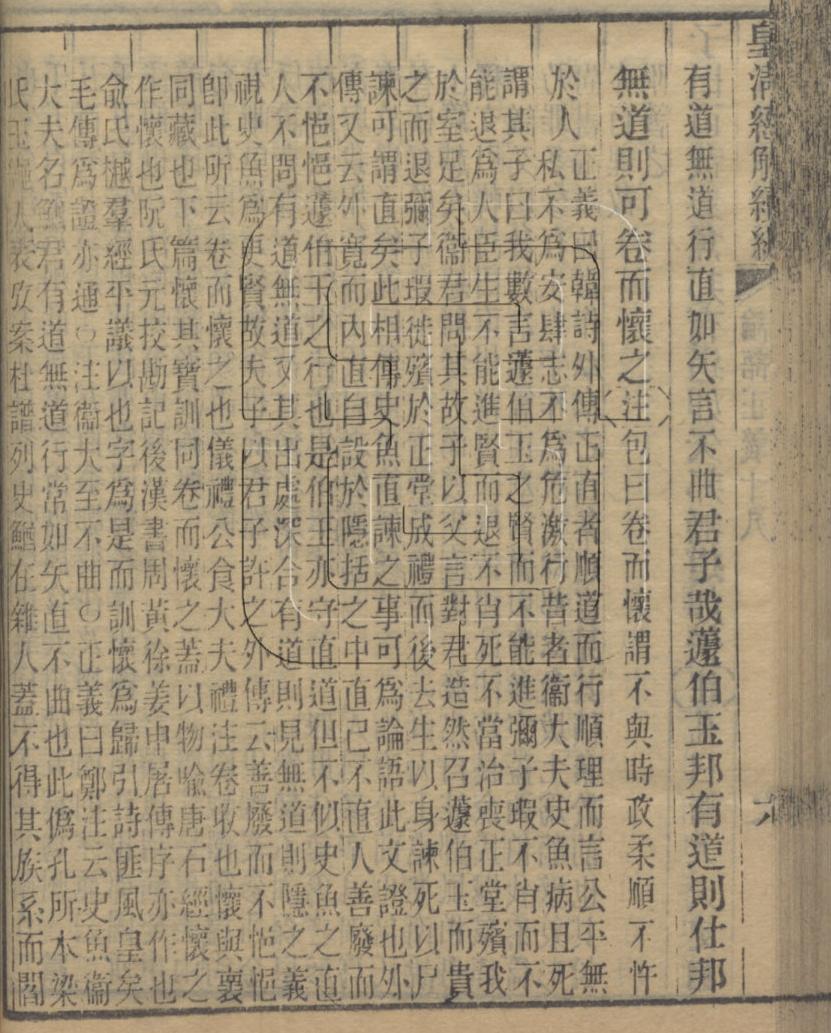 皇清經解續編
論語正義十八
六
有道無道行直如矢言不曲君子哉蘧伯玉邦有道則仕邦
無道則可卷而懷之注包曰卷而懷謂不與時政柔順不忤
於人
正義曰韓詩外傳正直者順道而行順理而言公平無
私不爲安肆志不爲危激行昔者衞大夫史魚病且死
謂其子曰我數言蘧伯玉之賢而不能進彌子瑕不肖而不
能退爲人臣生不能進賢而退不肖死不當治喪正堂殯我
於室足矣衞君問其故子以父言對君造然召蘧伯玉而貴
之而退彌子瑕徙殯於正堂成禮而後去生以身諫死以尸
諫可謂直矣此相傳史魚直諫之事可爲論語此文證也外
傳又云外寬而內直自設於隱括之中直己不直人善廢而
不悒悒蘧伯玉之行也是伯玉亦守直道但不似史魚之直
人不問有道無道又其出處深合有道則見無道則隱之義
視史魚爲更賢故夫子以君子許之外傳云善廢而不悒悒
卽此所云卷而懷之也儀禮公食大夫禮注卷收也懷與褱
同藏也下篇懷其寶訓同卷而懷之蓋以物喻唐石經懷之
作懷也阮氏元挍勘記後漢書周黃徐姜申屠傳序亦作也
俞氏樾羣經平議以也字爲是而訓懷爲歸引詩匪風皇矣
毛傳爲證亦通○注衞大至不曲○正義曰鄭注云史魚衞
大夫名鰌君有道無道行常如矢直不曲也此僞孔所本梁
氏玉繩人表攷案杜譜列史鰌在雜人蓋不得其族系而閻